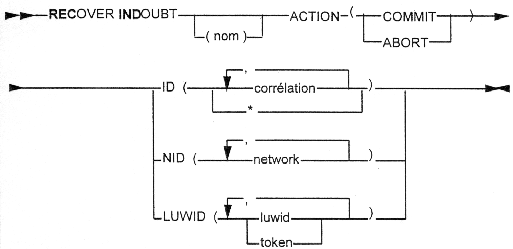 RECOVER INDOUBT (nom) ACTION (COMMIT)
ABORT
,
ID ( corrélation )
*
,
NID ( network )
,
LUWID ( luwid )
token